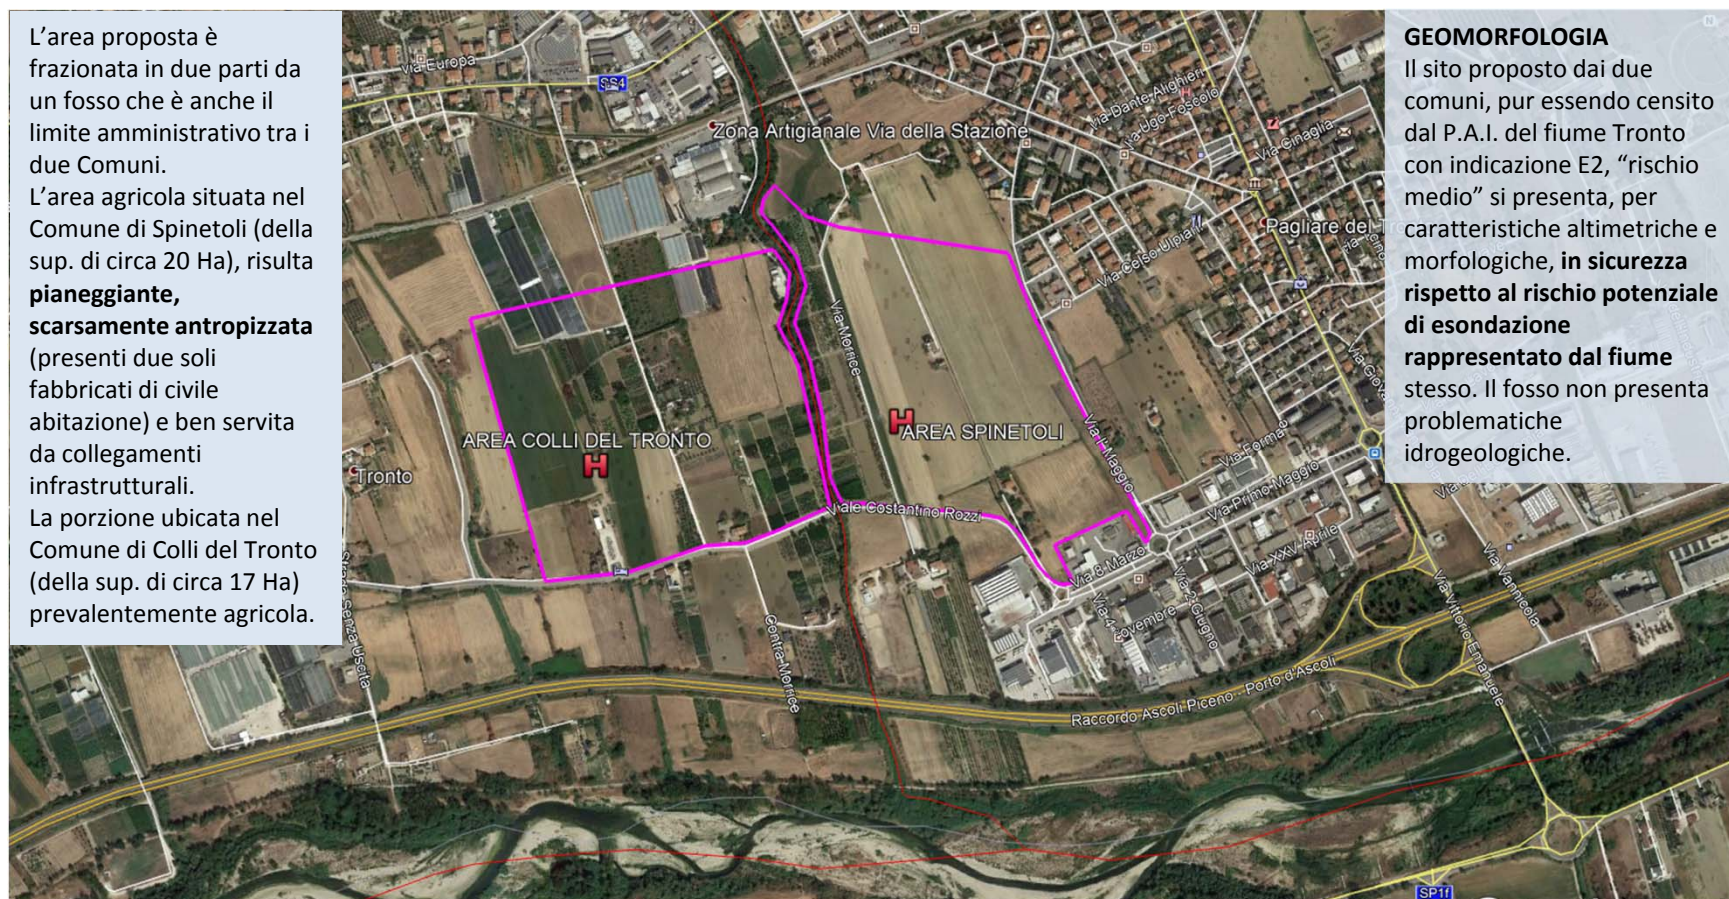 L'area proposta è
frazionata in due parti da
un fosso che è anche il
limite amministrativo tra i
due Comuni.
L'area agricola situata nel
Comune di Spinetoli (della
sup. di circa 20 Ha), risulta
pianeggiante,
scarsamente antropizzata
(presenti due soli
fabbricati di civile
abitazione) e ben servita
da collegamenti
infrastrutturali.
La porzione ubicata nel
Comune di Colli del Tronto
(della sup. di circa 17 Ha)
prevalentemente agricola.
GEOMORFOLOGIA
Il sito proposto dai due
comuni, pur essendo censito
dal P.A.I. del fiume Tronto
con indicazione E2, “rischio
medio” si presenta, per
caratteristiche altimetriche e
morfologiche, in sicurezza
rispetto al rischio potenziale
di esondazione
rappresentato dal fiume
stesso. Il fosso non presenta
problematiche
idrogeologiche.
Via Europa
SS4
Zona Artigianale Via della Stazione
Via Dante Alighieri
Via Ugo Foscolo
Via Cinaglia
Pagliare del
Via Celso Ulpiani
Via Morrice
AREA COLLI DEL TRONTO
H
H
AREA SPINETOLI
Tronto
Via I° Maggio
Via Formae
Via Primo Maggio
Viale Costantino Rozzi
Via 8 Marzo
Via XXV Aprile
Via 2 Giugno
Via 4 Novembre
Via Vannicola
Via Vittorio Emanuele
Senza Uscita
Contra Morrice
Raccordo Ascoli Piceno - Porto d'Ascoli
SP1f